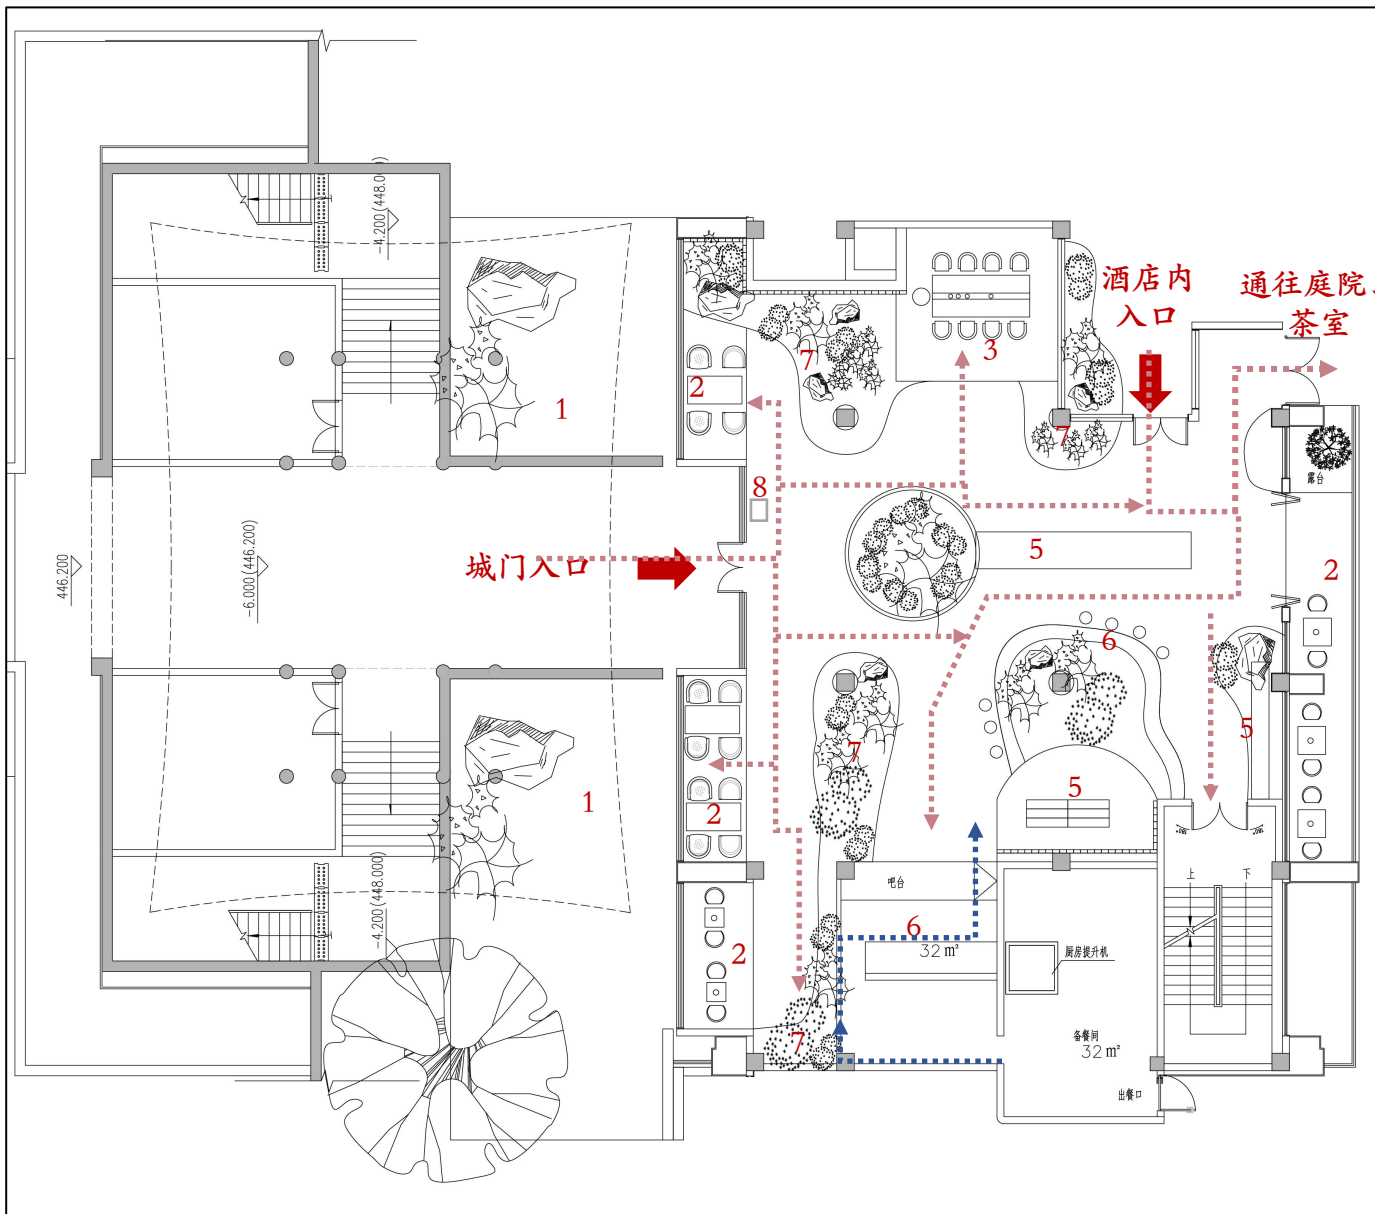 -4.200(448.0
酒店内
入口
通往庭院、
茶室
3
7
2
1
7
露台
8
446.200
-6.000(446.200)
城门入口
5
2
6
7
5
1
5
2
上
下
吧台
6
32㎡
厨房提升机
-4.200(448.000)
2
7
备餐间
32㎡
出餐口